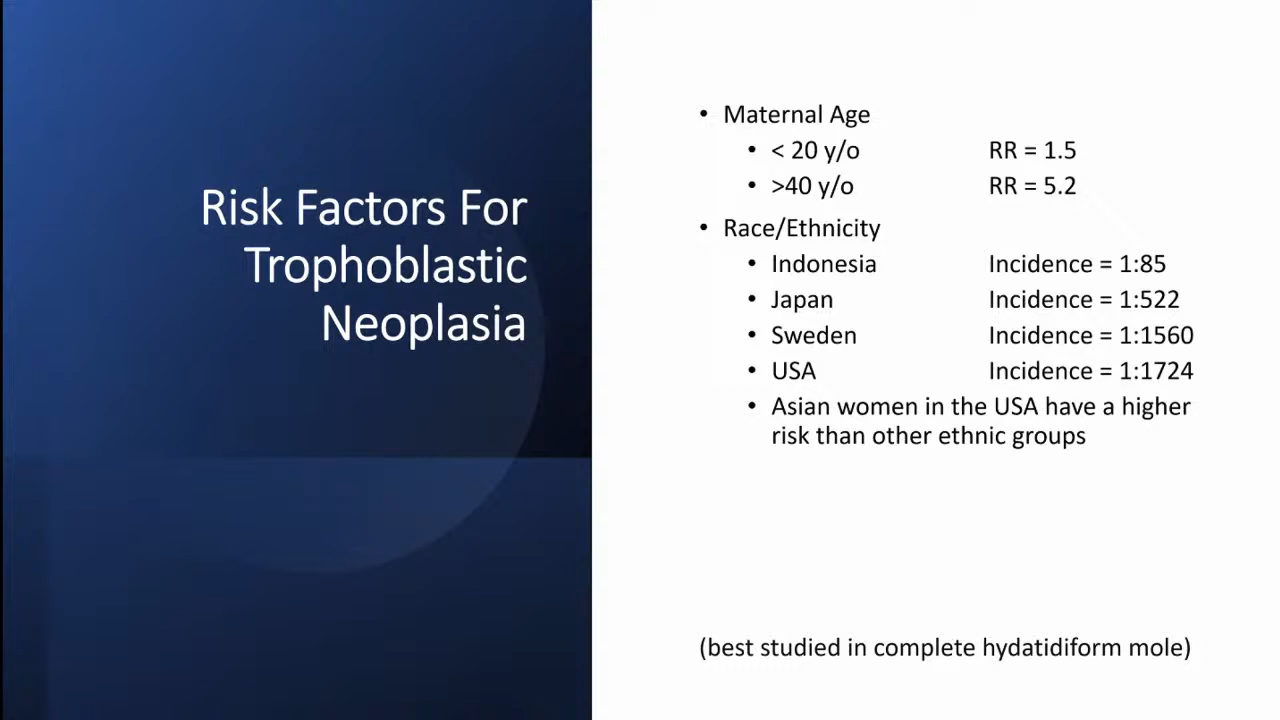 Risk Factors For
Trophoblastic
Neoplasia
• Maternal Age
• < 20 y/o RR = 1.5
• >40 y/o RR = 5.2
• Race/Ethnicity
• Indonesia Incidence = 1:85
• Japan Incidence = 1:522
• Sweden Incidence = 1:1560
• USA Incidence = 1:1724
• Asian women in the USA have a higher
risk than other ethnic groups
(best studied in complete hydatidiform mole)